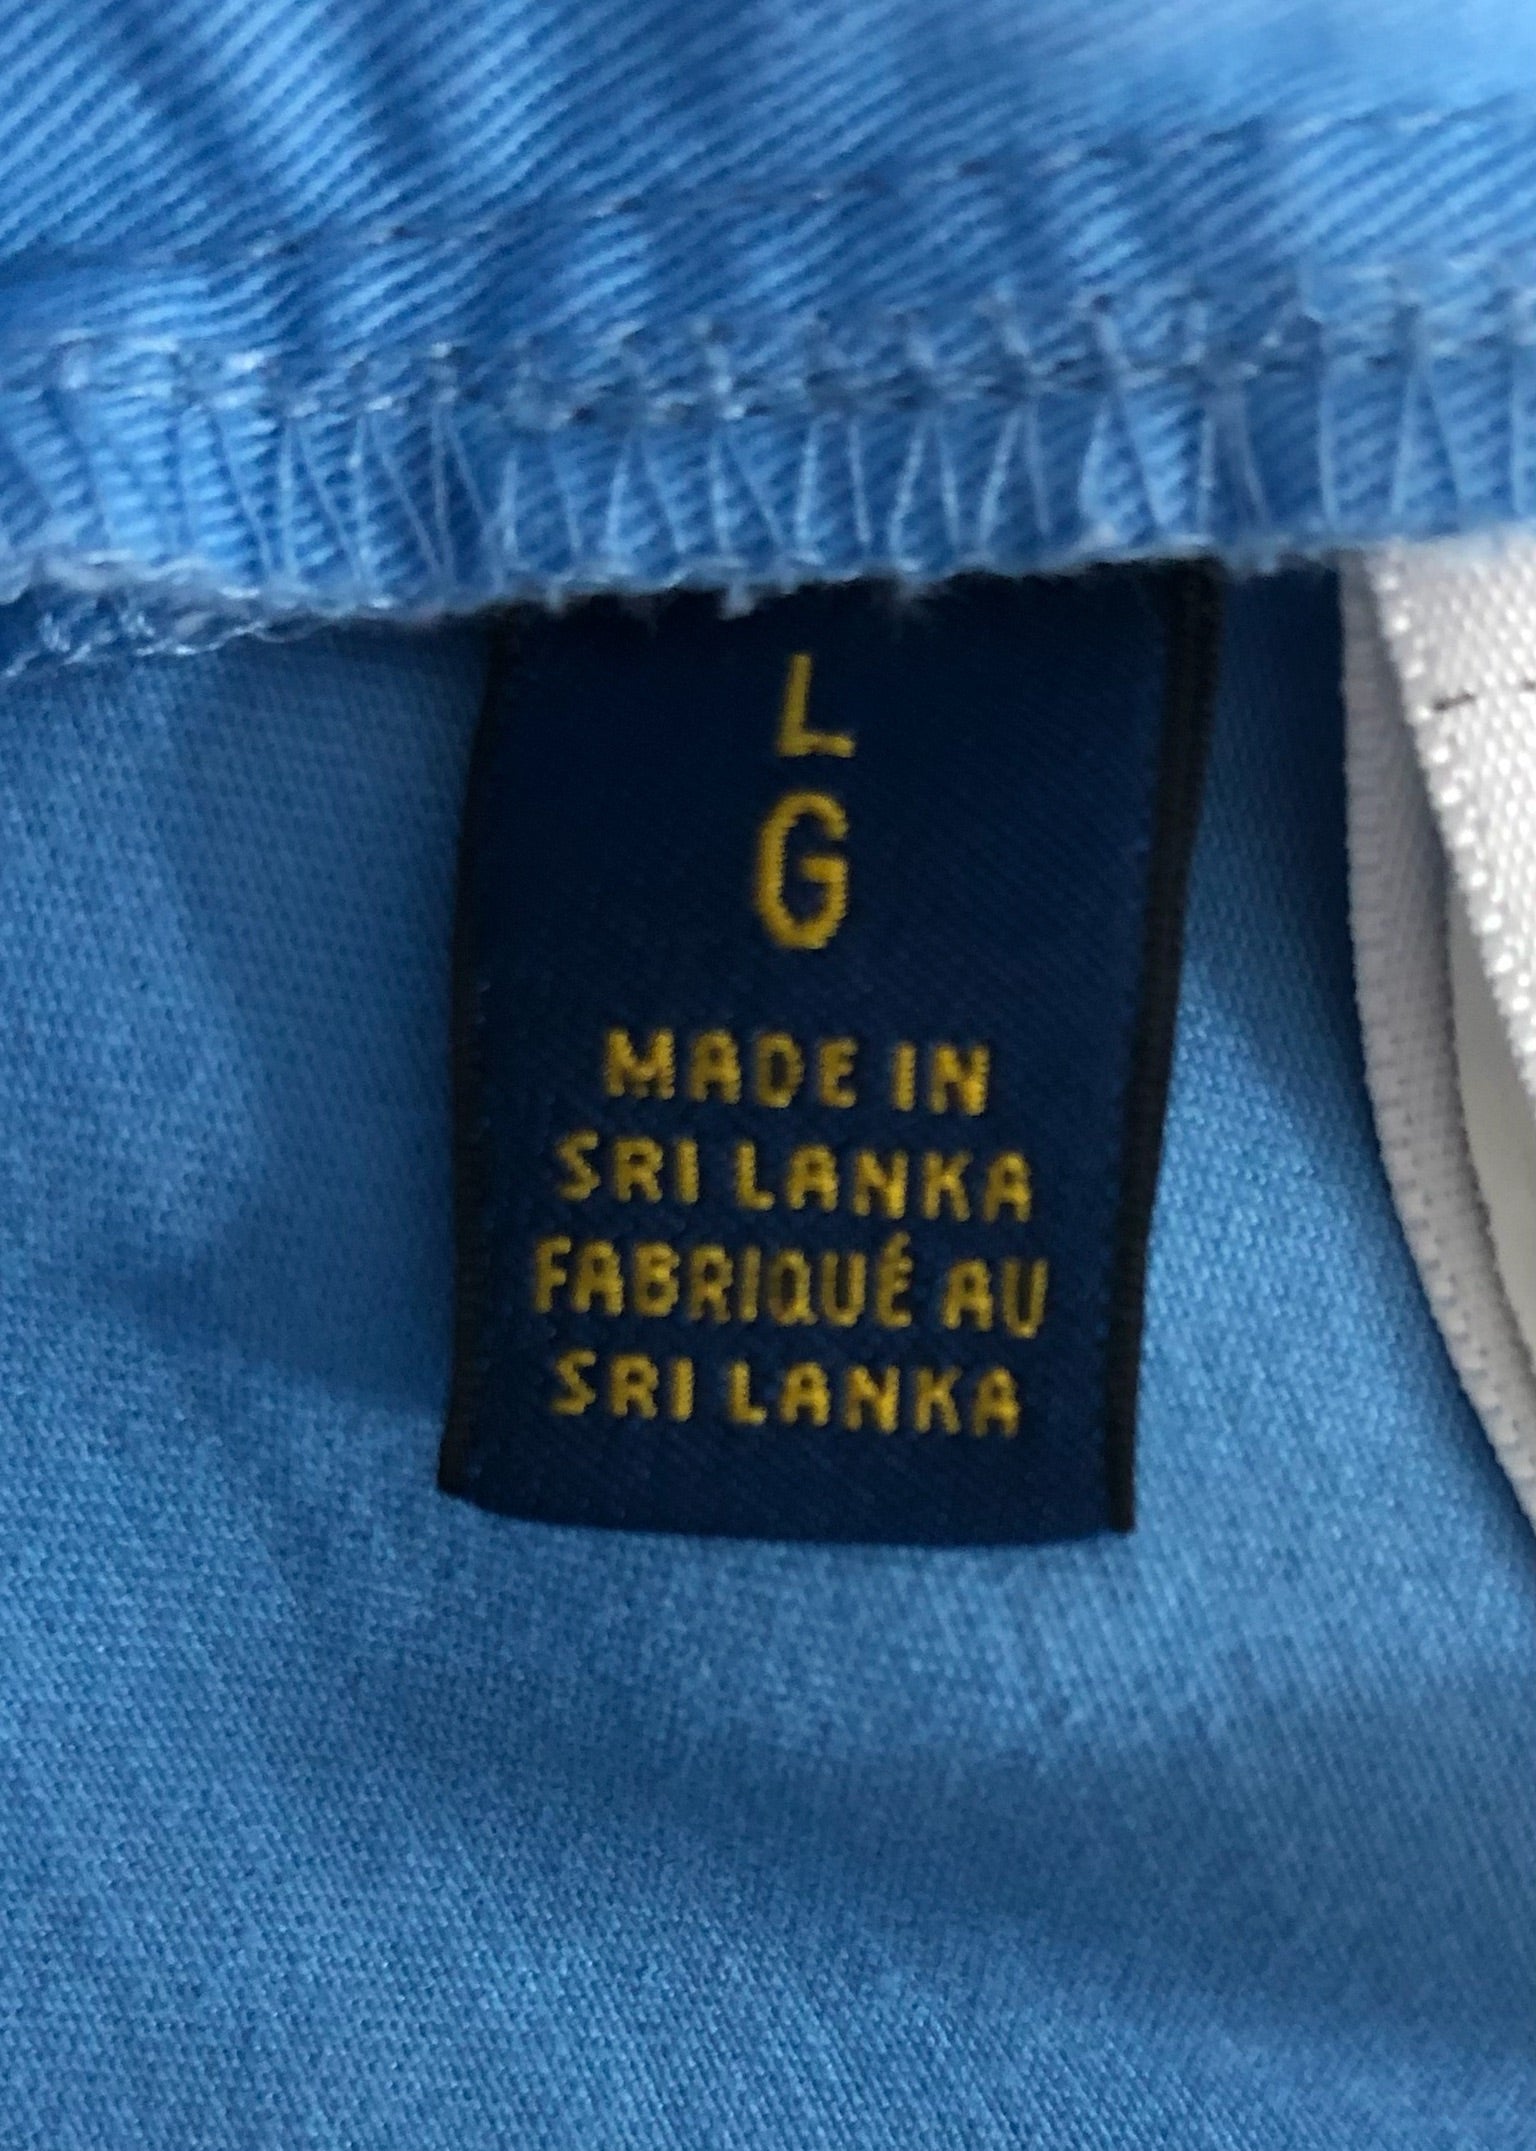 L
G
MADE IN
SRI LANKA
FABRIQUÉ AU
SRI LANKA